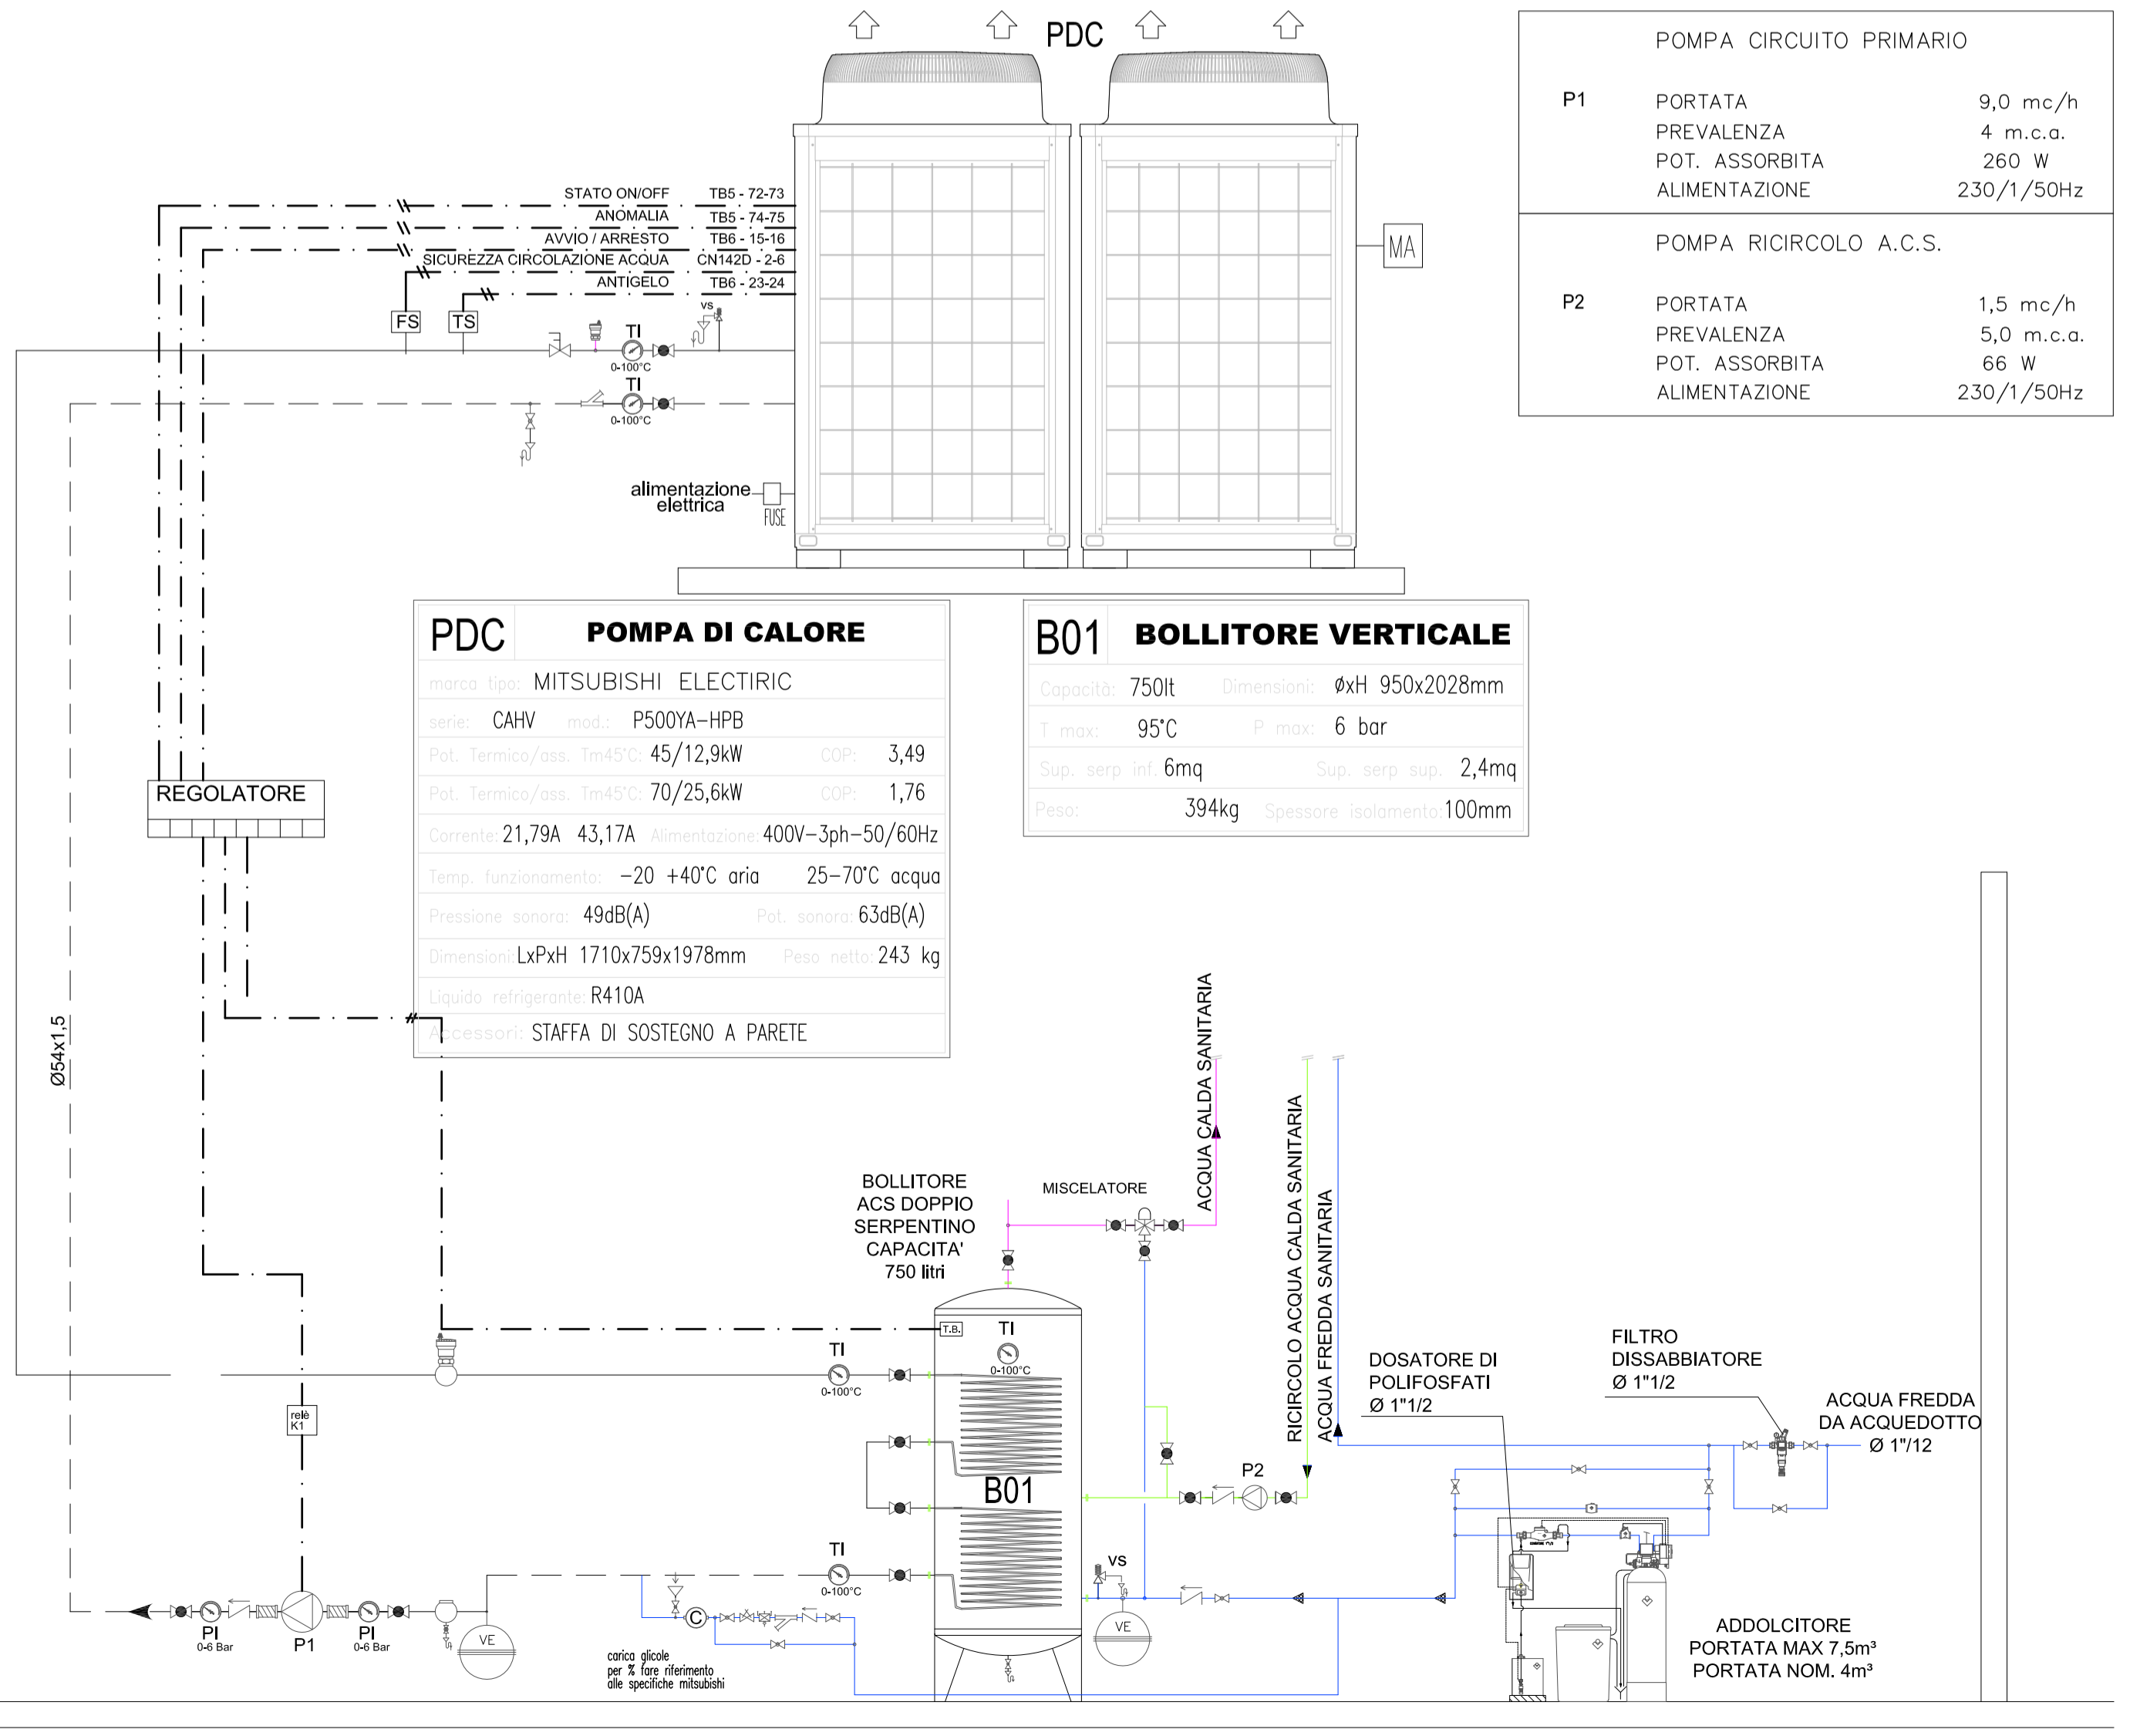 PDC
POMPA CIRCUITO PRIMARIO
P1 PORTATA 9,0 mc/h
PREVALENZA 4 m.c.a.
POT. ASSORBITA 260 W
ALIMENTAZIONE 230/1/50Hz
POMPA RICIRCOLO A.C.S.
P2 PORTATA 1,5 mc/h
PREVALENZA 5,0 m.c.a.
POT. ASSORBITA 66 W
ALIMENTAZIONE 230/1/50Hz
STATO ON/OFF TB5 - 72-73
ANOMALIA TB5 - 74-75
AVVIO / ARRESTO TB6 - 15-16
SICUREZZA CIRCOLAZIONE ACQUA CN142D - 2-6
ANTIGELO TB6 - 23-24
MA
FS
TS
vs
TI
0-100°C
TI
0-100°C
alimentazione
elettrica
FUSE
PDC POMPA DI CALORE
marca tipo: MITSUBISHI ELECTIRIC
serie: CAHV mod.: P500YA-HPB
Pot. Termico/ass. Tm45°C: 45/12,9kW COP: 3,49
Pot. Termico/ass. Tm45°C: 70/25,6kW COP: 1,76
Corrente: 21,79A 43,17A Alimentazione: 400V-3ph-50/60Hz
Temp. funzionamento: -20 +40°C aria 25-70°C acqua
Pressione sonora: 49dB(A) Pot. sonora: 63dB(A)
Dimensioni: LxPxH 1710x759x1978mm Peso netto: 243 kg
Liquido refrigerante: R410A
Accessori: STAFFA DI SOSTEGNO A PARETE
B01 BOLLITORE VERTICALE
Capacità: 750lt Dimensioni: ØxH 950x2028mm
T max: 95°C P max: 6 bar
Sup. serp inf. 6mq Sup. serp sup. 2,4mq
Peso: 394kg Spessore isolamento: 100mm
REGOLATORE
Ø54x1,5
BOLLITORE
ACS DOPPIO
SERPENTINO
CAPACITA'
750 litri
MISCELATORE
ACQUA CALDA SANITARIA
RICIRCOLO ACQUA CALDA SANITARIA
ACQUA FREDDA SANITARIA
T.B.
TI
0-100°C
TI
0-100°C
relè
K1
B01
P2
DOSATORE DI
POLIFOSFATI
Ø 1"1/2
FILTRO
DISSABBIATORE
Ø 1"1/2
ACQUA FREDDA
DA ACQUEDOTTO
Ø 1"/12
TI
0-100°C
vs
VE
C
PI
0-6 Bar
P1
PI
0-6 Bar
VE
carica glicole
per % fare riferimento
alle specifiche mitsubishi
ADDOLCITORE
PORTATA MAX 7,5m³
PORTATA NOM. 4m³